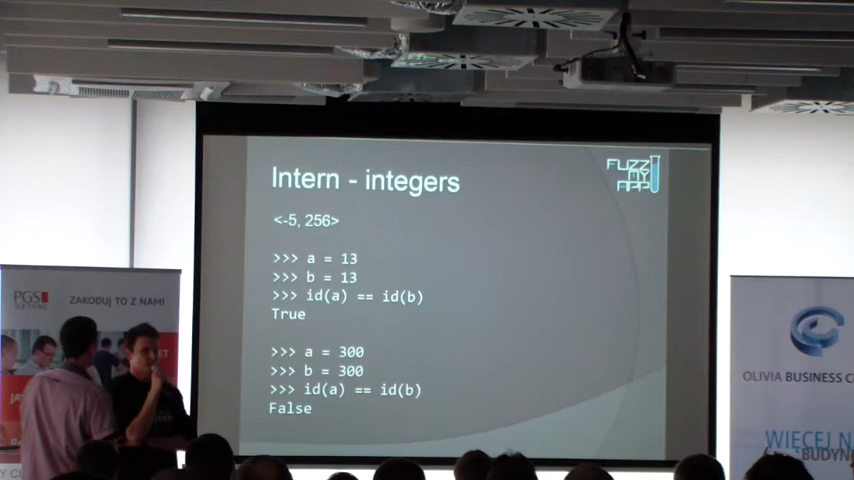 Intern - integers
FUZZ
MY
APP
<-5, 256>
>>> a = 13
>>> b = 13
>>> id(a) == id(b)
True
>>> a = 300
>>> b = 300
>>> id(a) == id(b)
False
PGS
ZAKODUJ TO Z NAMI
OLIVIA BUSINESS C
WIĘCEJ N
BUDYN